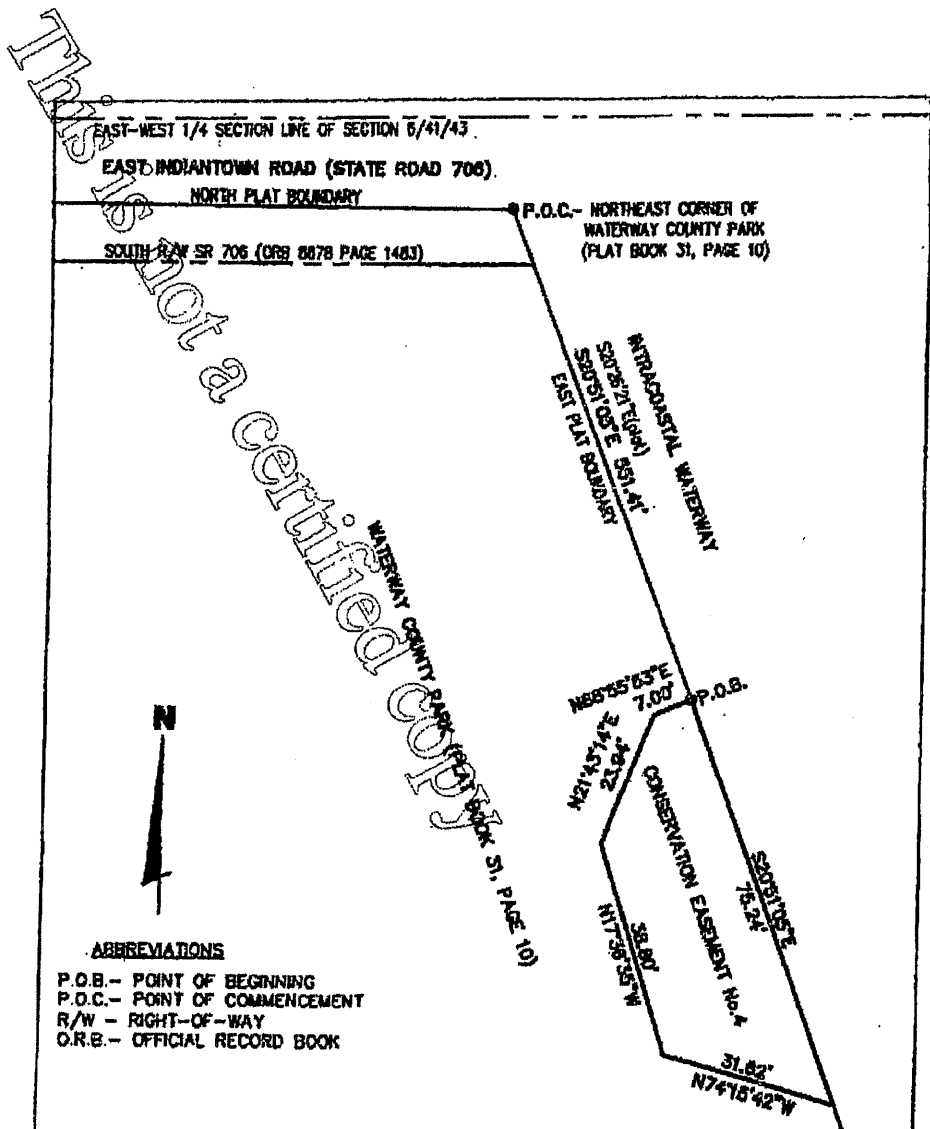 This is not a certified copy
EAST-WEST 1/4 SECTION LINE OF SECTION 6/41/43
EAST INDIANTOWN ROAD (STATE ROAD 706)
NORTH PLAT BOUNDARY
P.O.C.- NORTHEAST CORNER OF
WATERWAY COUNTY PARK
(PLAT BOOK 31, PAGE 10)
SOUTH R/W SR 706 (ORB 8878 PAGE 1483)
INTRACOASTAL WATERWAY
S20°26'21"E(plat)
S20°51'05"E 551.41'
EAST PLAT BOUNDARY
WATERWAY COUNTY PARK (PLAT BOOK 31, PAGE 10)
N68°55'53"E
7.00'
P.O.B.
N21°43'14"E
23.94'
CONSERVATION EASEMENT No.4
S20°51'05"E
75.24'
38.80'
N17°36'35"W
31.62'
N74°15'42"W
N
ABBREVIATIONS
P.O.B.- POINT OF BEGINNING
P.O.C.- POINT OF COMMENCEMENT
R/W - RIGHT-OF-WAY
O.R.B.- OFFICIAL RECORD BOOK